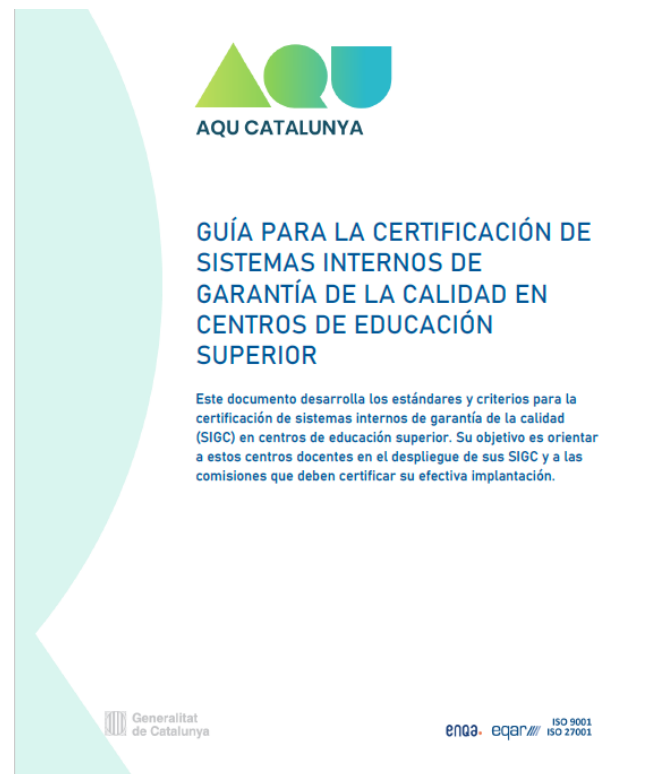 AQU CATALUNYA
GUÍA PARA LA CERTIFICACIÓN DE
SISTEMAS INTERNOS DE
GARANTÍA DE LA CALIDAD EN
CENTROS DE EDUCACIÓN
SUPERIOR
Este documento desarrolla los estándares y criterios para la
certificación de sistemas internos de garantía de la calidad
(SIGC) en centros de educación superior. Su objetivo es orientar
a estos centros docentes en el despliegue de sus SIGC y a las
comisiones que deben certificar su efectiva implantación.
Generalitat
de Catalunya
enqa. eqar//// ISO 9001
ISO 27001